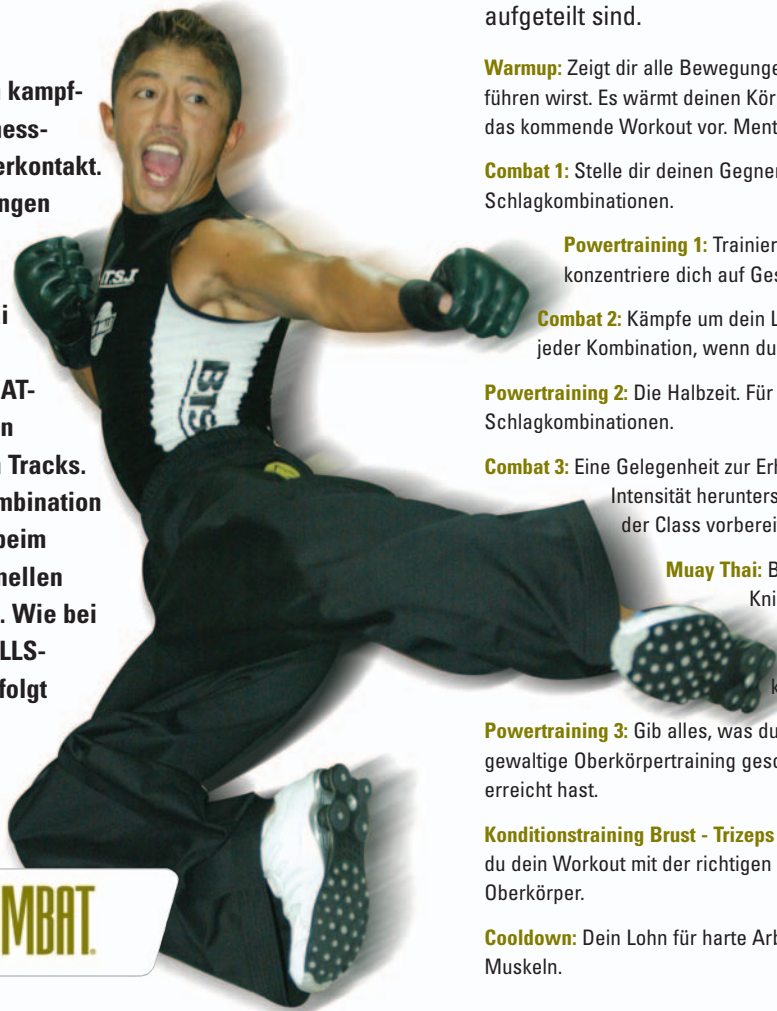 kampf-
ness-
erkontakt.
ngen
i
AT-
n
Tracks.
mbination
beim
nellen
. Wie bei
LLS-
folgt
BTS
MBAT
aufgeteilt sind.
Warmup: Zeigt dir alle Bewegunge
führen wirst. Es wärmt deinen Kör
das kommende Workout vor. Ment
Combat 1: Stelle dir deinen Gegner
Schlagkombinationen.
Powertraining 1: Trainier
konzentriere dich auf Ges
Combat 2: Kämpfe um dein L
jeder Kombination, wenn du
Powertraining 2: Die Halbzeit. Für
Schlagkombinationen.
Combat 3: Eine Gelegenheit zur Erh
Intensität herunters
der Class vorberei
Muay Thai: B
Kni
k
Powertraining 3: Gib alles, was du
gewaltige Oberkörpertraining gesc
erreicht hast.
Konditionstraining Brust - Trizeps
du dein Workout mit der richtigen
Oberkörper.
Cooldown: Dein Lohn für harte Arb
Muskeln.